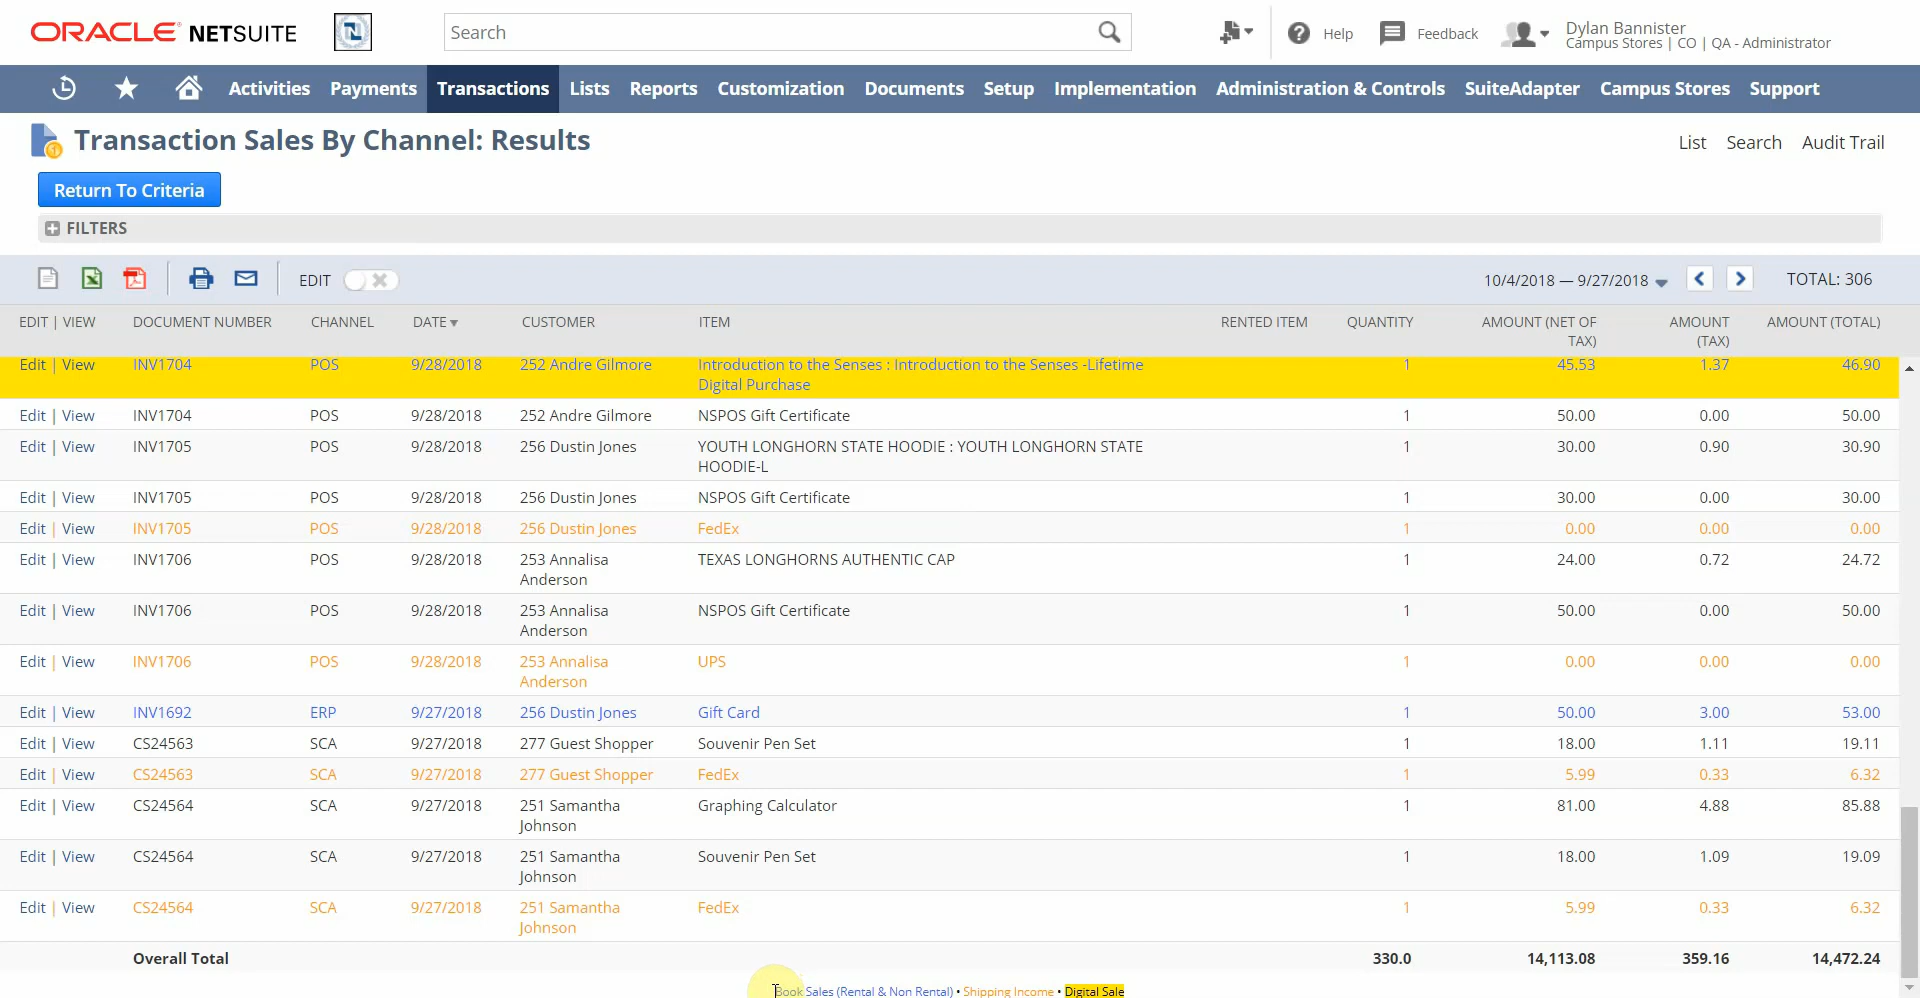 ORACLE NETSUITE
N
Search
Help
Feedback
Dylan Bannister
Campus Stores | CO | QA - Administrator
Activities Payments Transactions Lists Reports Customization Documents Setup Implementation Administration & Controls SuiteAdapter Campus Stores Support
Transaction Sales By Channel: Results
List Search Audit Trail
Return To Criteria
FILTERS
EDIT
10/4/2018 — 9/27/2018
TOTAL: 306
EDIT | VIEW DOCUMENT NUMBER CHANNEL DATE CUSTOMER ITEM RENTED ITEM QUANTITY AMOUNT (NET OF AMOUNT AMOUNT (TOTAL)
TAX) (TAX)
Edit | View INV1704 POS 9/28/2018 252 Andre Gilmore Introduction to the Senses : Introduction to the Senses -Lifetime 1 45.53 1.37 46.90
Digital Purchase
Edit | View INV1704 POS 9/28/2018 252 Andre Gilmore NSPOS Gift Certificate 1 50.00 0.00 50.00
Edit | View INV1705 POS 9/28/2018 256 Dustin Jones YOUTH LONGHORN STATE HOODIE : YOUTH LONGHORN STATE 1 30.00 0.90 30.90
HOODIE-L
Edit | View INV1705 POS 9/28/2018 256 Dustin Jones NSPOS Gift Certificate 1 30.00 0.00 30.00
Edit | View INV1705 POS 9/28/2018 256 Dustin Jones FedEx 1 0.00 0.00 0.00
Edit | View INV1706 POS 9/28/2018 253 Annalisa TEXAS LONGHORNS AUTHENTIC CAP 1 24.00 0.72 24.72
Anderson
Edit | View INV1706 POS 9/28/2018 253 Annalisa NSPOS Gift Certificate 1 50.00 0.00 50.00
Anderson
Edit | View INV1706 POS 9/28/2018 253 Annalisa UPS 1 0.00 0.00 0.00
Anderson
Edit | View INV1692 ERP 9/27/2018 256 Dustin Jones Gift Card 1 50.00 3.00 53.00
Edit | View CS24563 SCA 9/27/2018 277 Guest Shopper Souvenir Pen Set 1 18.00 1.11 19.11
Edit | View CS24563 SCA 9/27/2018 277 Guest Shopper FedEx 1 5.99 0.33 6.32
Edit | View CS24564 SCA 9/27/2018 251 Samantha Graphing Calculator 1 81.00 4.88 85.88
Johnson
Edit | View CS24564 SCA 9/27/2018 251 Samantha Souvenir Pen Set 1 18.00 1.09 19.09
Johnson
Edit | View CS24564 SCA 9/27/2018 251 Samantha FedEx 1 5.99 0.33 6.32
Johnson
Overall Total 330.0 14,113.08 359.16 14,472.24
Book Sales (Rental & Non Rental) • Shipping Income • Digital Sale